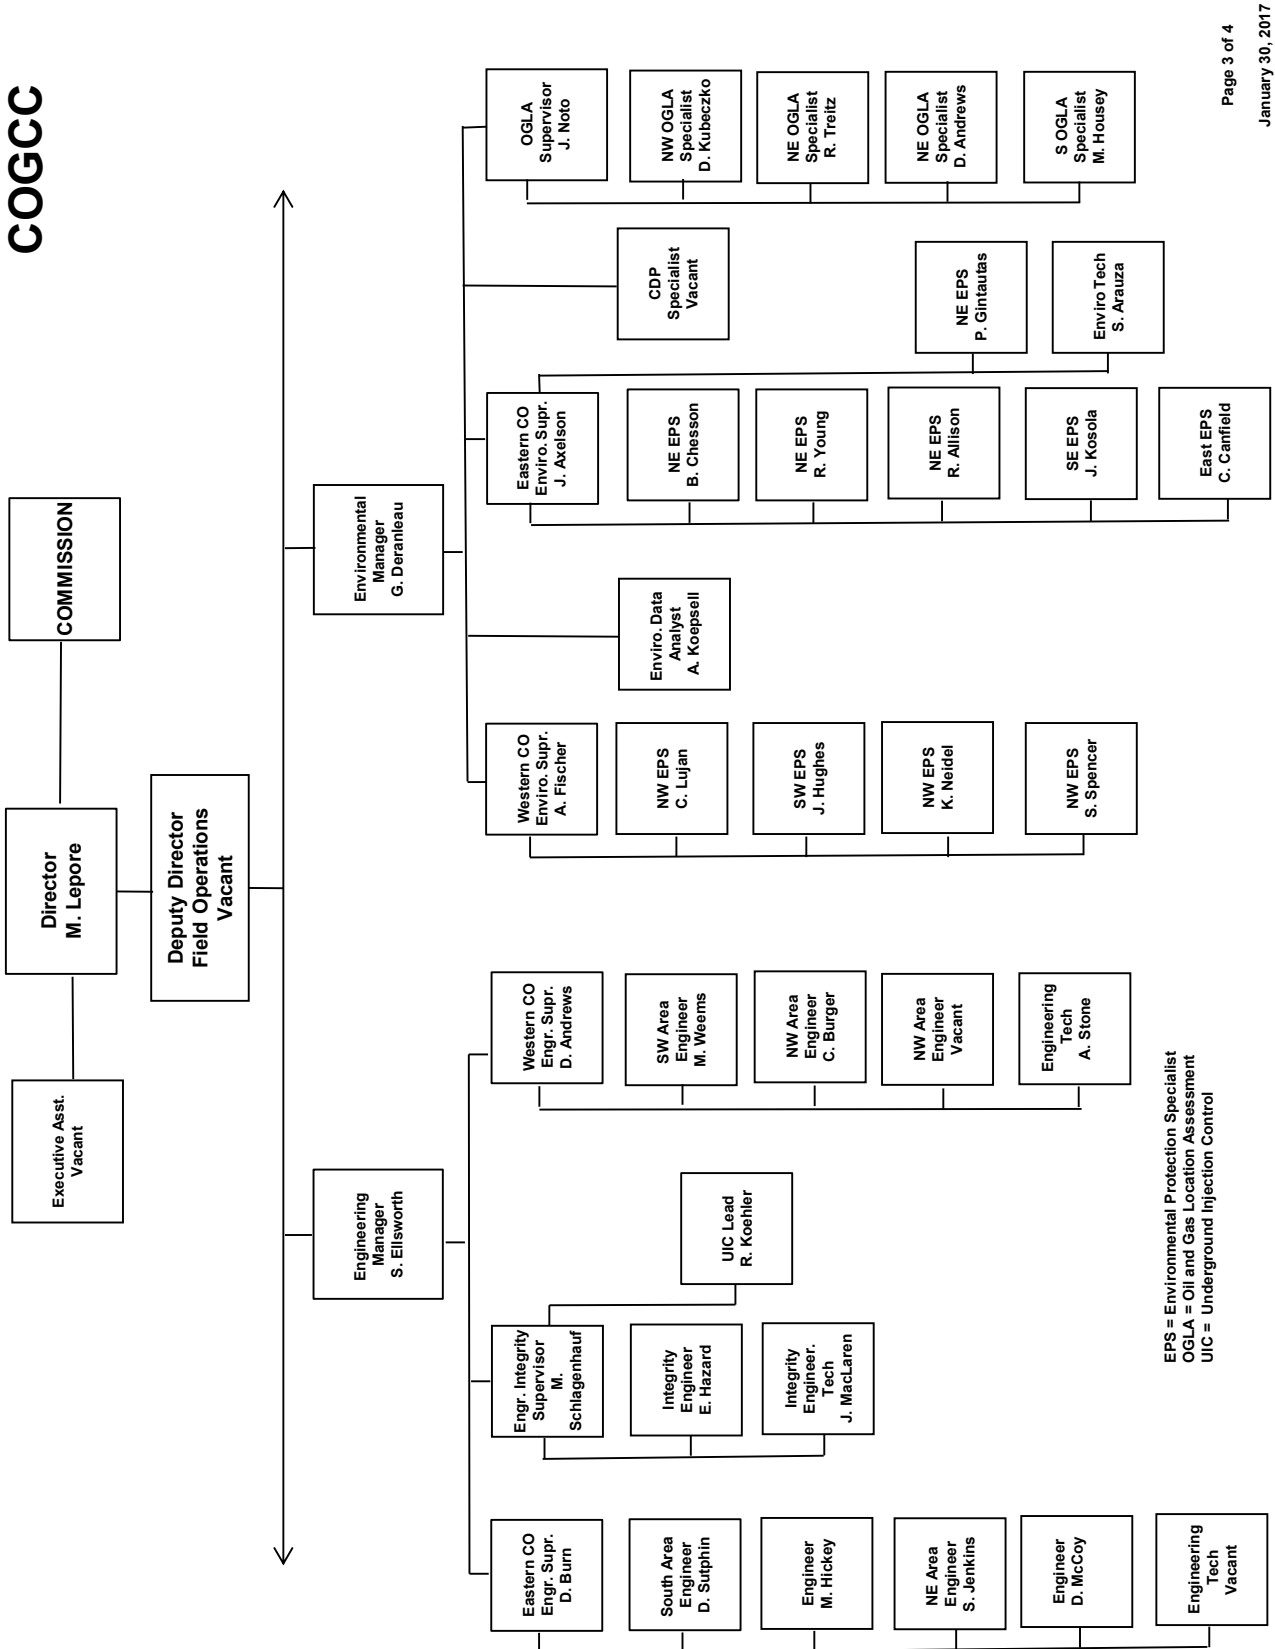 COGCC
Executive Asst.
Vacant
Director
M. Lepore
COMMISSION
Deputy Director
Field Operations
Vacant
Engineering
Manager
S. Ellsworth
Environmental
Manager
G. Deranleau
Eastern CO
Engr. Supr.
D. Burn
South Area
Engineer
D. Sutphin
Engineer
M. Hickey
NE Area
Engineer
S. Jenkins
Engineer
D. McCoy
Engineering
Tech
Vacant
Engr. Integrity
Supervisor
M.
Schlagenhauf
Integrity
Engineer
E. Hazard
Integrity
Engineer.
Tech
J. MacLaren
UIC Lead
R. Koehler
Western CO
Engr. Supr.
D. Andrews
SW Area
Engineer
M. Weems
NW Area
Engineer
C. Burger
NW Area
Engineer
Vacant
Engineering
Tech
A. Stone
Western CO
Enviro. Supr.
A. Fischer
NW EPS
C. Lujan
SW EPS
J. Hughes
NW EPS
K. Neidel
NW EPS
S. Spencer
Enviro. Data
Analyst
A. Koepsell
Eastern CO
Enviro. Supr.
J. Axelson
NE EPS
B. Chesson
NE EPS
R. Young
NE EPS
R. Allison
SE EPS
J. Kosola
East EPS
C. Canfield
NE EPS
P. Gintautas
Enviro Tech
S. Arauza
CDP
Specialist
Vacant
OGLA
Supervisor
J. Noto
NW OGLA
Specialist
D. Kubeczko
NE OGLA
Specialist
R. Treitz
NE OGLA
Specialist
D. Andrews
S OGLA
Specialist
M. Housey
EPS = Environmental Protection Specialist
OGLA = Oil and Gas Location Assessment
UIC = Underground Injection Control
Page 3 of 4
January 30, 2017